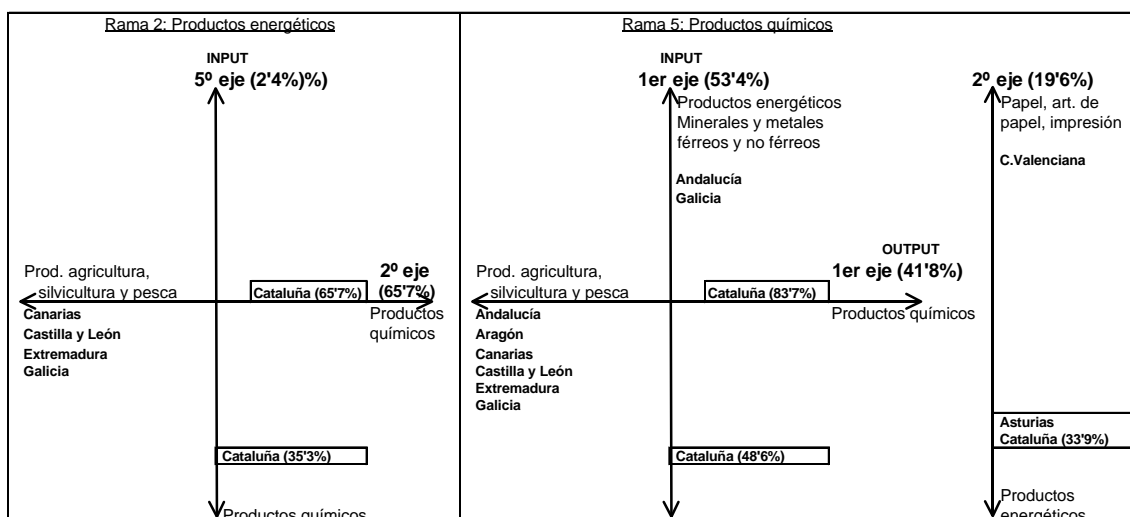 Rama 2: Productos energéticos
INPUT
5º eje (2'4%)%)
Prod. agricultura,
silvicultura y pesca
Canarias
Castilla y León
Extremadura
Galicia
Cataluña (65'7%)
2º eje
(65'7%)
Productos
químicos
Cataluña (35'3%)
Productos químicos
Rama 5: Productos químicos
INPUT
1er eje (53'4%)
Productos energéticos
Minerales y metales
férreos y no férreos
Andalucía
Galicia
Prod. agricultura,
silvicultura y pesca
Andalucía
Aragón
Canarias
Castilla y León
Extremadura
Galicia
Cataluña (83'7%)
OUTPUT
1er eje (41'8%)
Productos químicos
Cataluña (48'6%)
2º eje (19'6%)
Papel, art. de
papel, impresión
C.Valenciana
Asturias
Cataluña (33'9%)
Productos
energéticos